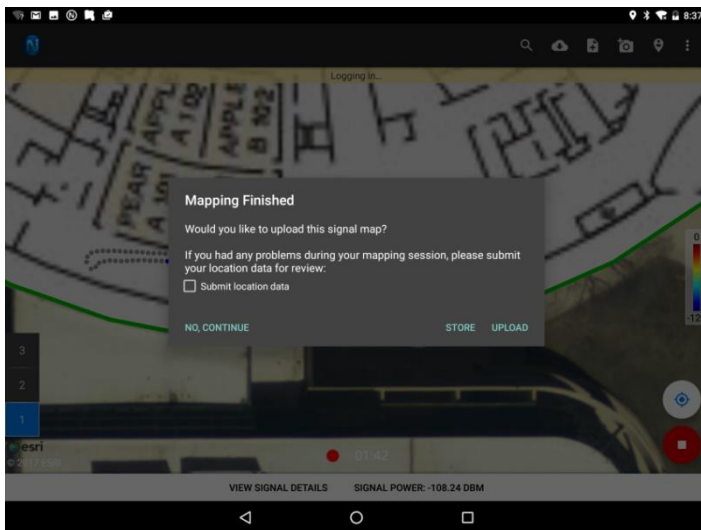 8:37
Logging in...
APPLE
A 102
APPLE
B 102
PEAR
A 101
Mapping Finished
Would you like to upload this signal map?
If you had any problems during your mapping session, please submit
your location data for review:
Submit location data
NO, CONTINUE
STORE
UPLOAD
0
-12
3
2
1
esri
01:42
VIEW SIGNAL DETAILS
SIGNAL POWER: -108.24 DBM